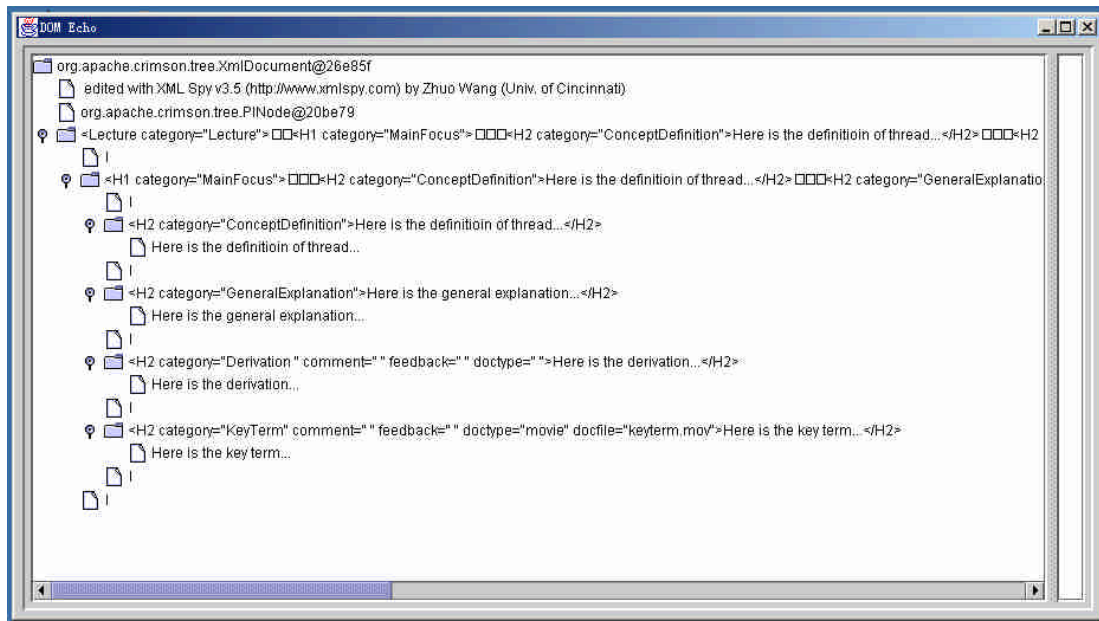 DOM Echo
org.apache.crimson.tree.XmlDocument@26e85f
edited with XML Spy v3.5 (http://www.xmlspy.com) by Zhuo Wang (Univ. of Cincinnati)
org.apache.crimson.tree.PINode@20be79
<Lecture category="Lecture"> □□<H1 category="MainFocus"> □□□<H2 category="ConceptDefinition">Here is the definitioin of thread...</H2> □□□<H2
|
<H1 category="MainFocus"> □□□<H2 category="ConceptDefinition">Here is the definitioin of thread...</H2> □□□<H2 category="GeneralExplanatio
|
<H2 category="ConceptDefinition">Here is the definitioin of thread...</H2>
Here is the definitioin of thread...
|
<H2 category="GeneralExplanation">Here is the general explanation...</H2>
Here is the general explanation...
|
<H2 category="Derivation " comment=" " feedback=" " doctype=" ">Here is the derivation...</H2>
Here is the derivation...
|
<H2 category="KeyTerm" comment=" " feedback=" " doctype="movie" docfile="keyterm.mov">Here is the key term...</H2>
Here is the key term...
|
|